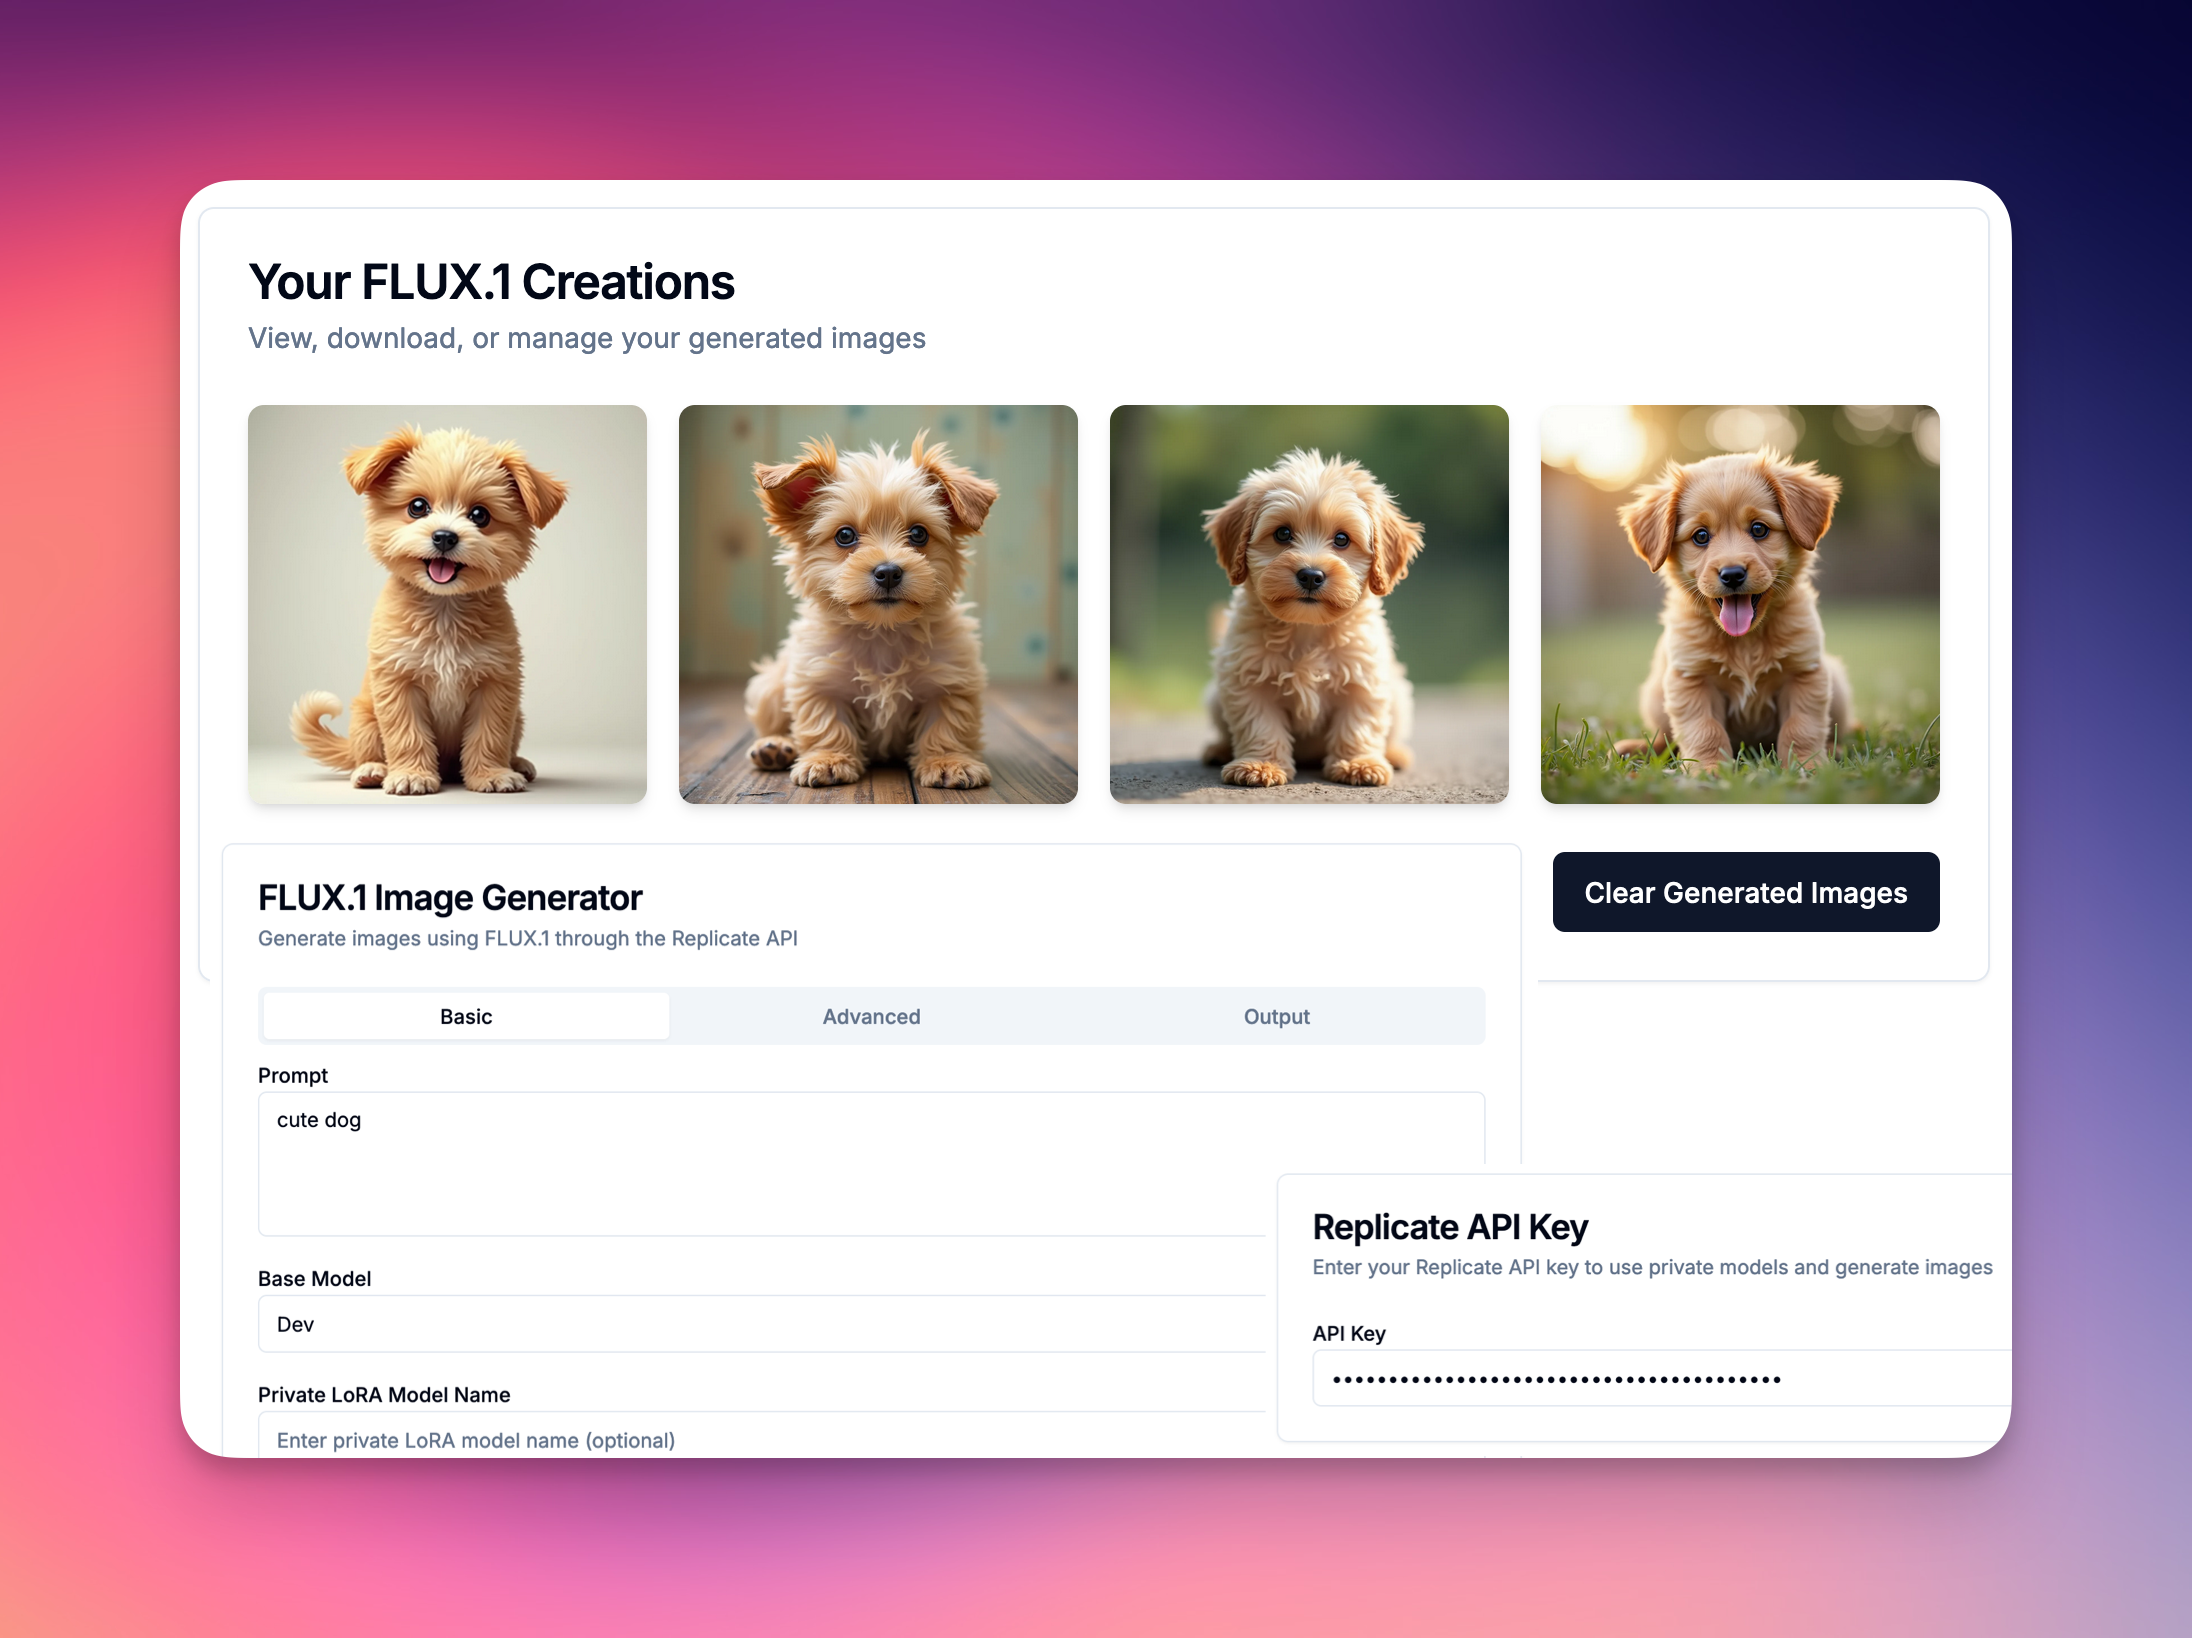 Your FLUX.1 Creations
View, download, or manage your generated images
Clear Generated Images
FLUX.1 Image Generator
Generate images using FLUX.1 through the Replicate API
Basic
Advanced
Output
Prompt
cute dog
Base Model
Dev
Private LoRA Model Name
Enter private LoRA model name (optional)
Replicate API Key
Enter your Replicate API key to use private models and generate images
API Key
••••••••••••••••••••••••••••••••••••••••